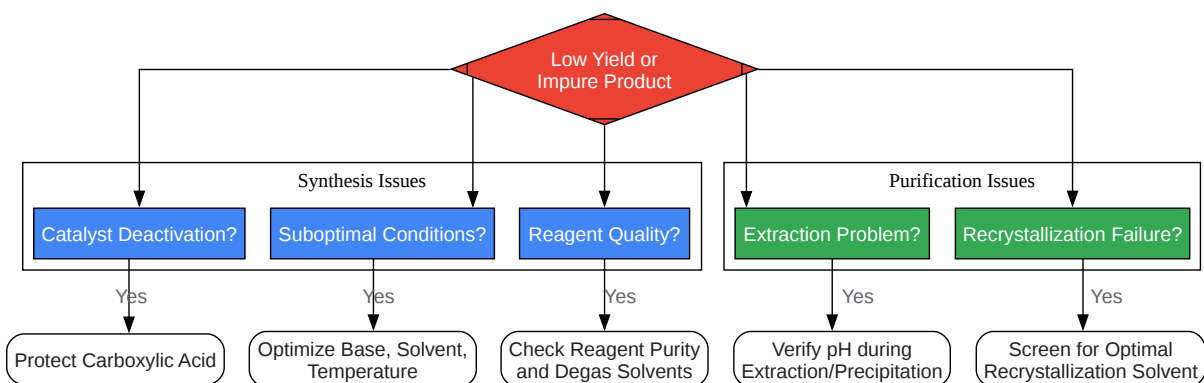 Low Yield or
Impure Product
Synthesis Issues
Purification Issues
Catalyst Deactivation?
Suboptimal Conditions?
Reagent Quality?
Extraction Problem?
Recrystallization Failure?
Yes
Yes
Yes
Yes
Yes
Protect Carboxylic Acid
Optimize Base, Solvent,
Temperature
Check Reagent Purity
and Degas Solvents
Verify pH during
Extraction/Precipitation
Screen for Optimal
Recrystallization Solvent